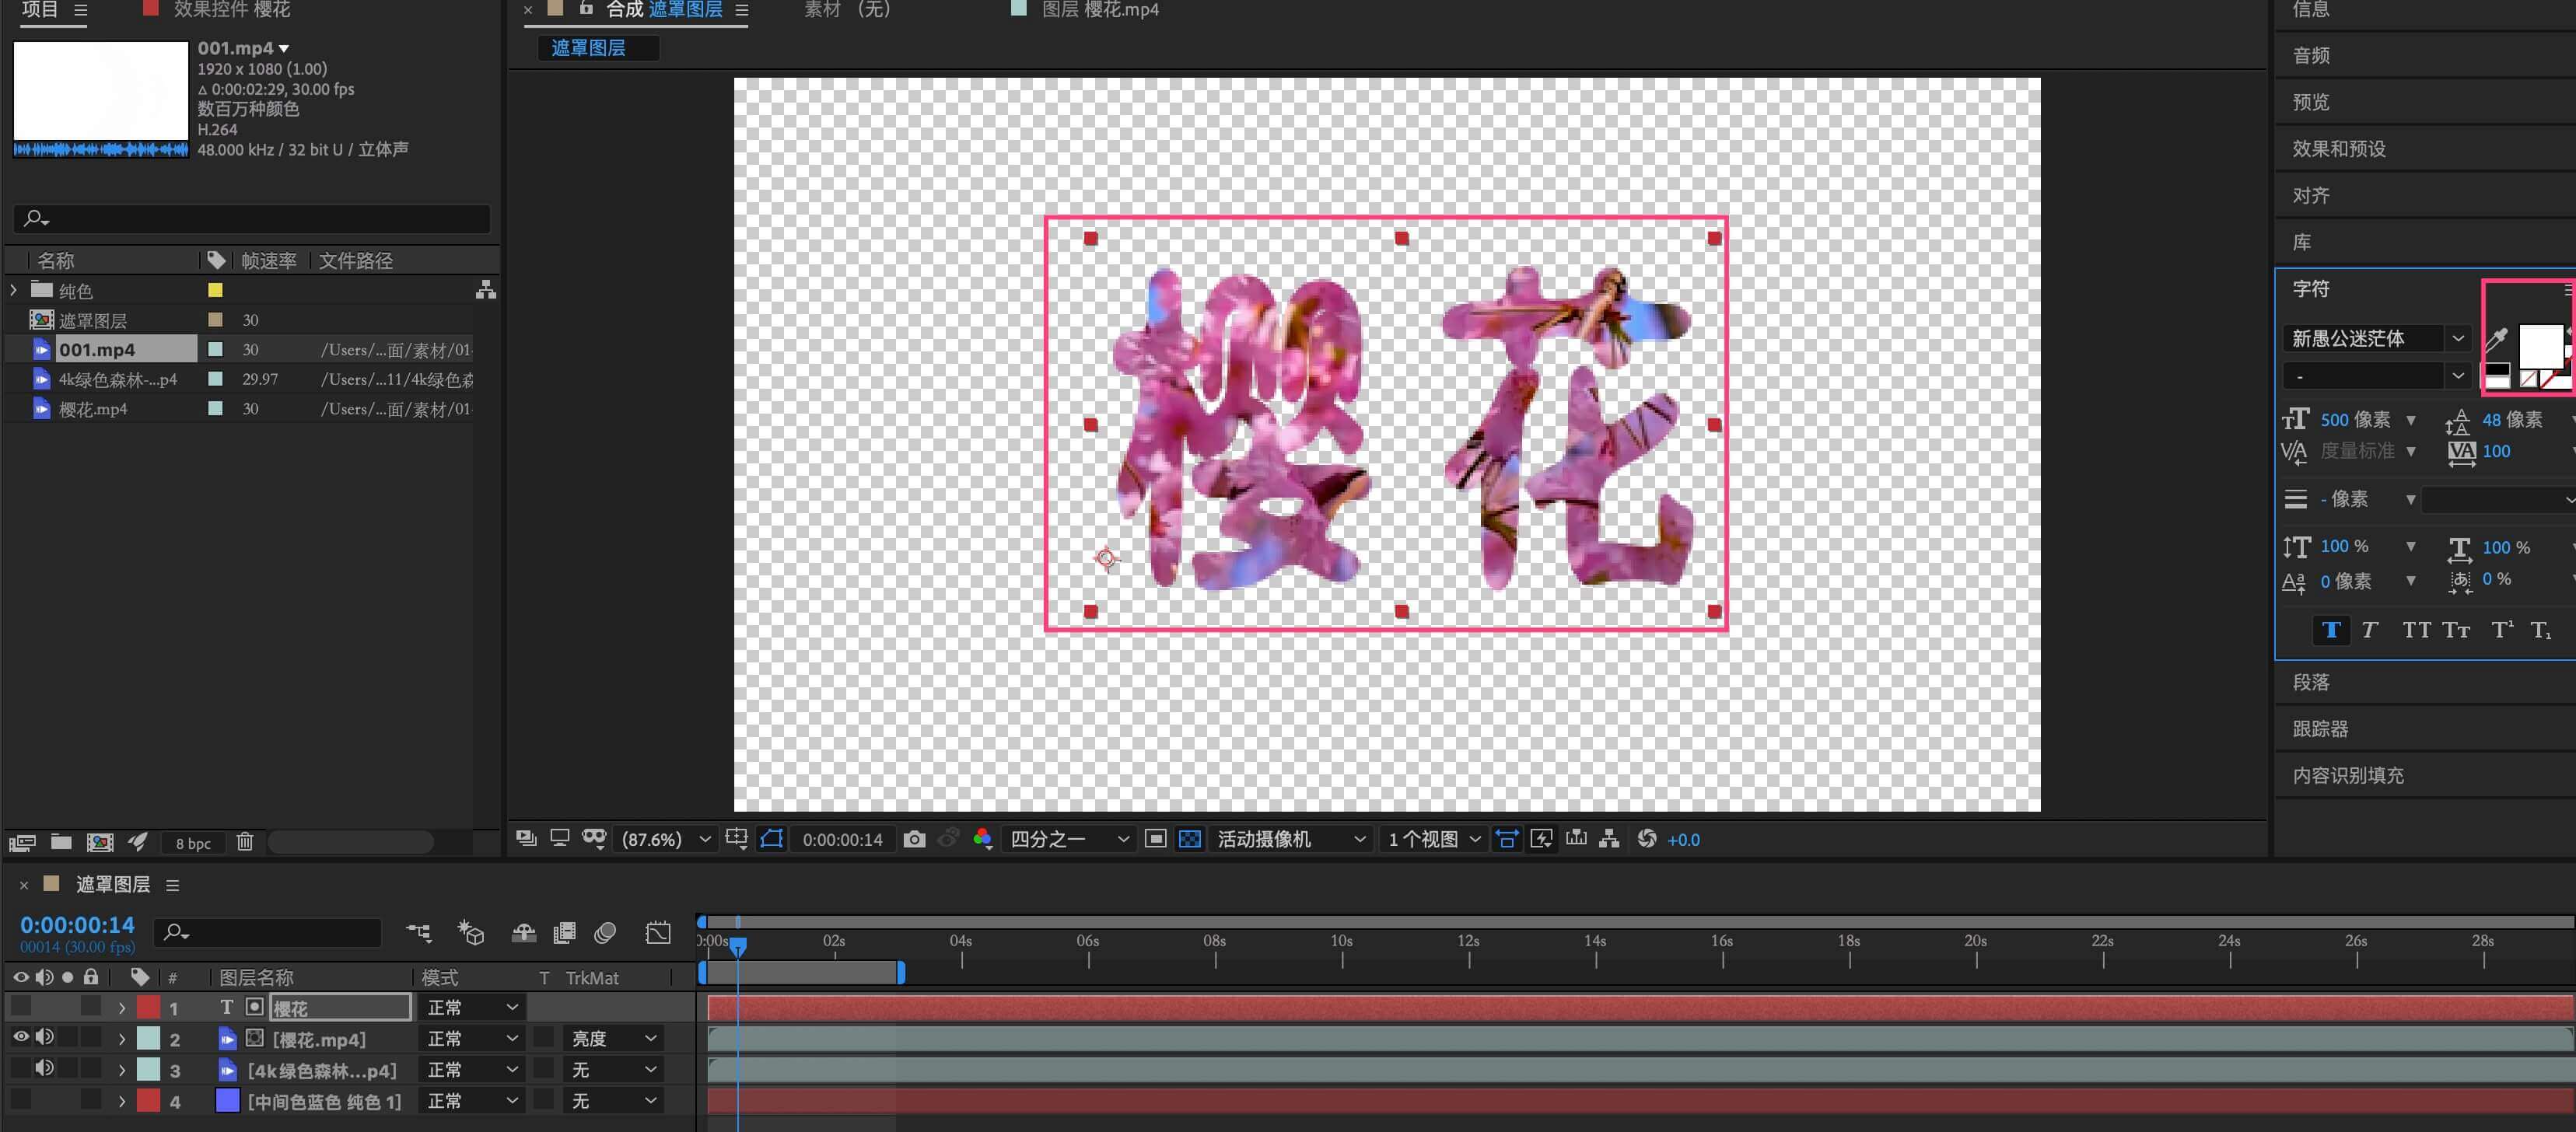 项目
效果控件 樱花
合成 遮罩图层
素材 （无）
图层 樱花.mp4
遮罩图层
001.mp4
1920 x 1080 (1.00)
Δ 0:00:02:29, 30.00 fps
数百万种颜色
H.264
48.000 kHz / 32 bit U / 立体声
名称
帧速率
文件路径
纯色
遮罩图层 30
001.mp4 30 /Users/...面/素材/01
4k绿色森林-...p4 29.97 /Users/...11/4k绿色森
樱花.mp4 30 /Users/...面/素材/01
8 bpc
樱花
(87.6%)
0:00:00:14
四分之一
活动摄像机
1 个视图
+0.0
信息
音频
预览
效果和预设
对齐
库
字符
新愚公迷茫体
-
500 像素
48 像素
度量标准
100
- 像素
100 %
100 %
0 像素
0 %
T T TT Tт T¹ T₁
段落
跟踪器
内容识别填充
遮罩图层
0:00:00:14
00014 (30.00 fps)
0:00s 02s 04s 06s 08s 10s 12s 14s 16s 18s 20s 22s 24s 26s 28s
# 图层名称 模式 T TrkMat
1 T 樱花 正常
2 [樱花.mp4] 正常 亮度
3 [4k绿色森林...p4] 正常 无
4 [中间色蓝色 纯色 1] 正常 无